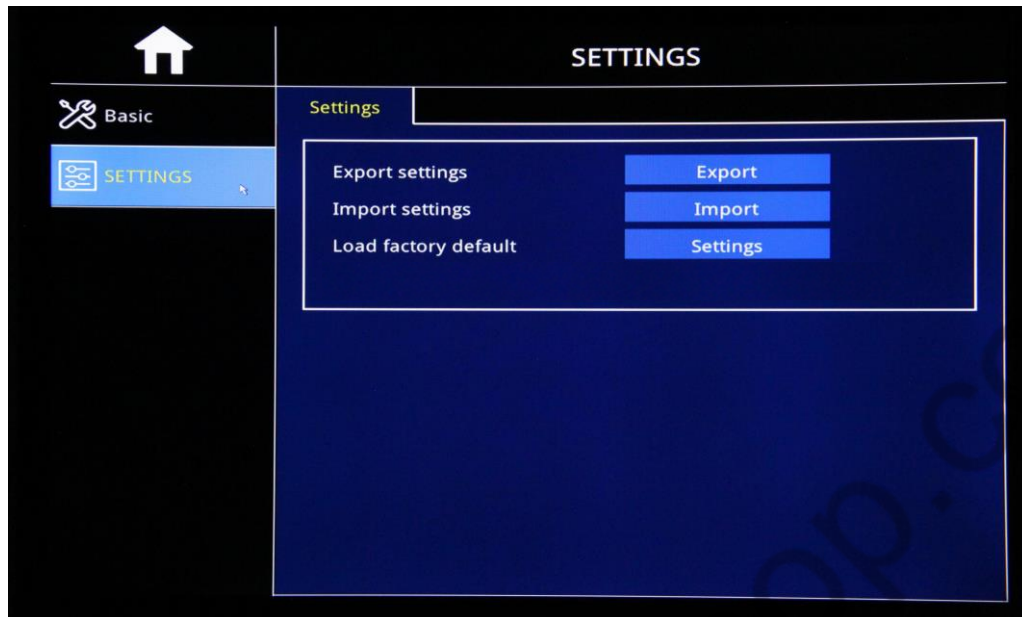 SETTINGS
Basic
SETTINGS
Settings
Export settings Export
Import settings Import
Load factory default Settings